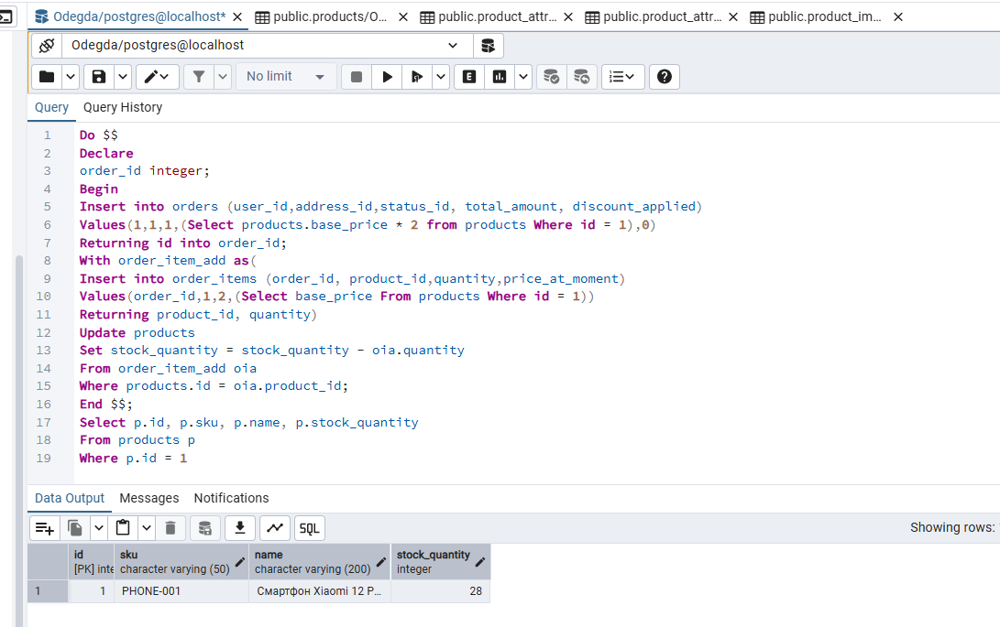 Odegda/postgres@localhost*
public.products/O...
public.product_attr...
public.product_attr...
public.product_im...
Odegda/postgres@localhost
No limit
E
Query
Query History
1 Do $$
2 Declare
3 order_id integer;
4 Begin
5 Insert into orders (user_id,address_id,status_id, total_amount, discount_applied)
6 Values(1,1,1,(Select products.base_price * 2 from products Where id = 1),0)
7 Returning id into order_id;
8 With order_item_add as(
9 Insert into order_items (order_id, product_id,quantity,price_at_moment)
10 Values(order_id,1,2,(Select base_price From products Where id = 1))
11 Returning product_id, quantity)
12 Update products
13 Set stock_quantity = stock_quantity - oia.quantity
14 From order_item_add oia
15 Where products.id = oia.product_id;
16 End $$;
17 Select p.id, p.sku, p.name, p.stock_quantity
18 From products p
19 Where p.id = 1
Data Output
Messages
Notifications
SQL
Showing rows:
id
[PK] inte
sku
character varying (50)
name
character varying (200)
stock_quantity
integer
1
1
PHONE-001
Смартфон Xiaomi 12 P...
28